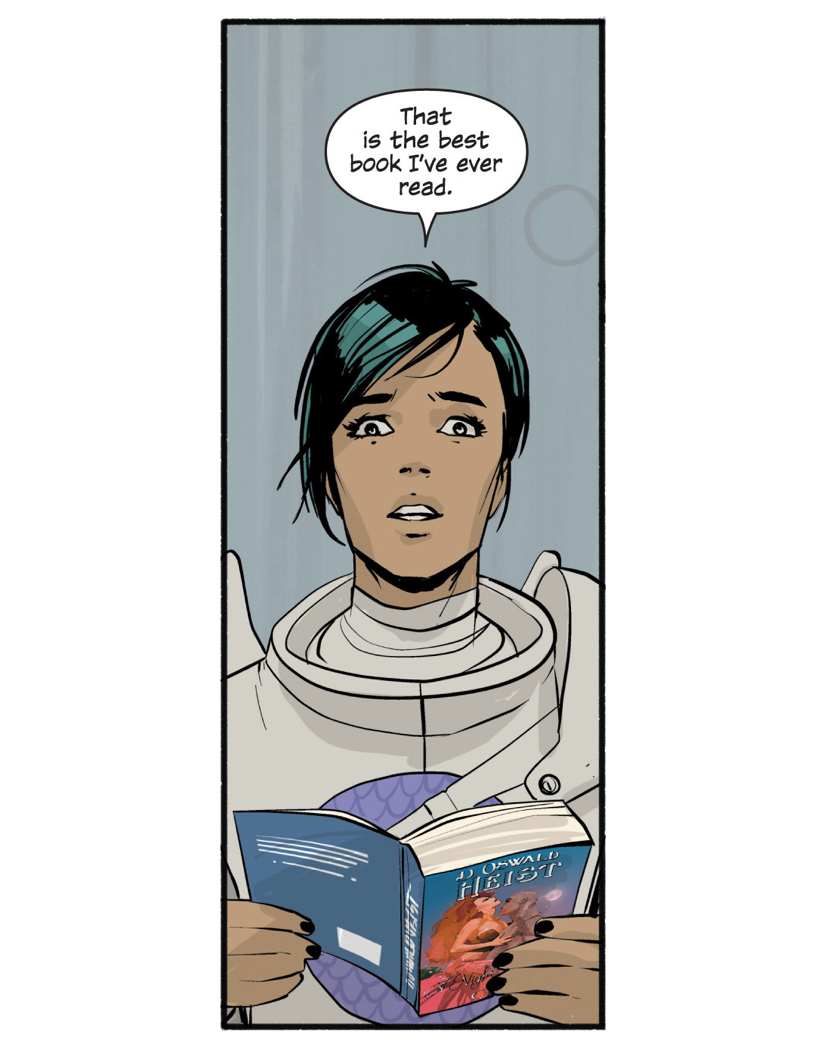 That
is the best
book I've ever
read.
D. OSWALD
HEIST